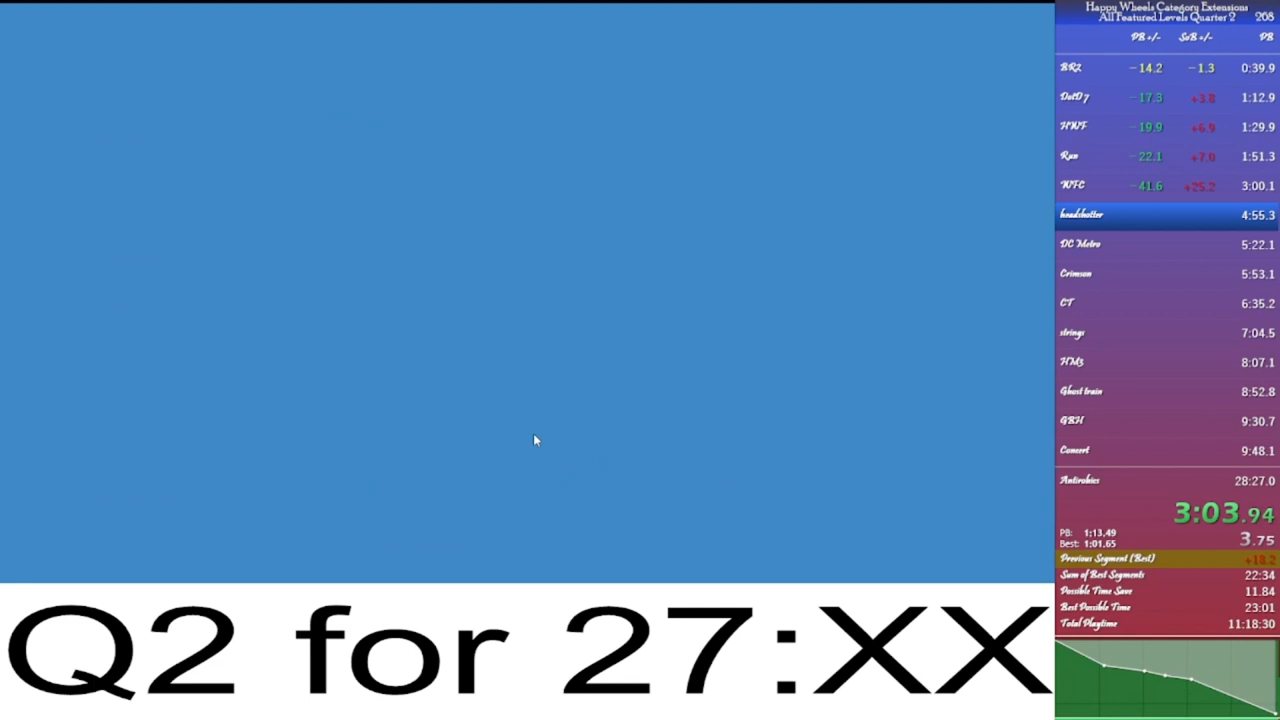 Happy Wheels Category Extensions
All Featured Levels Quarter 2 208
PB +/- SoB +/- PB
BR2 −14.2 −1.3 0:39.9
DotD 7 −17.3 +3.8 1:12.9
HWF −19.9 +6.9 1:29.9
Run −22.1 +7.0 1:51.3
WFC −41.6 +25.2 3:00.1
headshotter 4:55.3
DC Metro 5:22.1
Crimson 5:53.1
CT 6:35.2
strings 7:04.5
HM3 8:07.1
Ghost train 8:52.8
GBH 9:30.7
Concert 9:48.1
Antirobics 28:27.0
3:03.94
PB: 1:13.49
Best: 1:01.65
3.75
Previous Segment (Best) +18.2
Sum of Best Segments 22:34
Possible Time Save 11.84
Best Possible Time 23:01
Total Playtime 11:18:30
Q2 for 27:XX